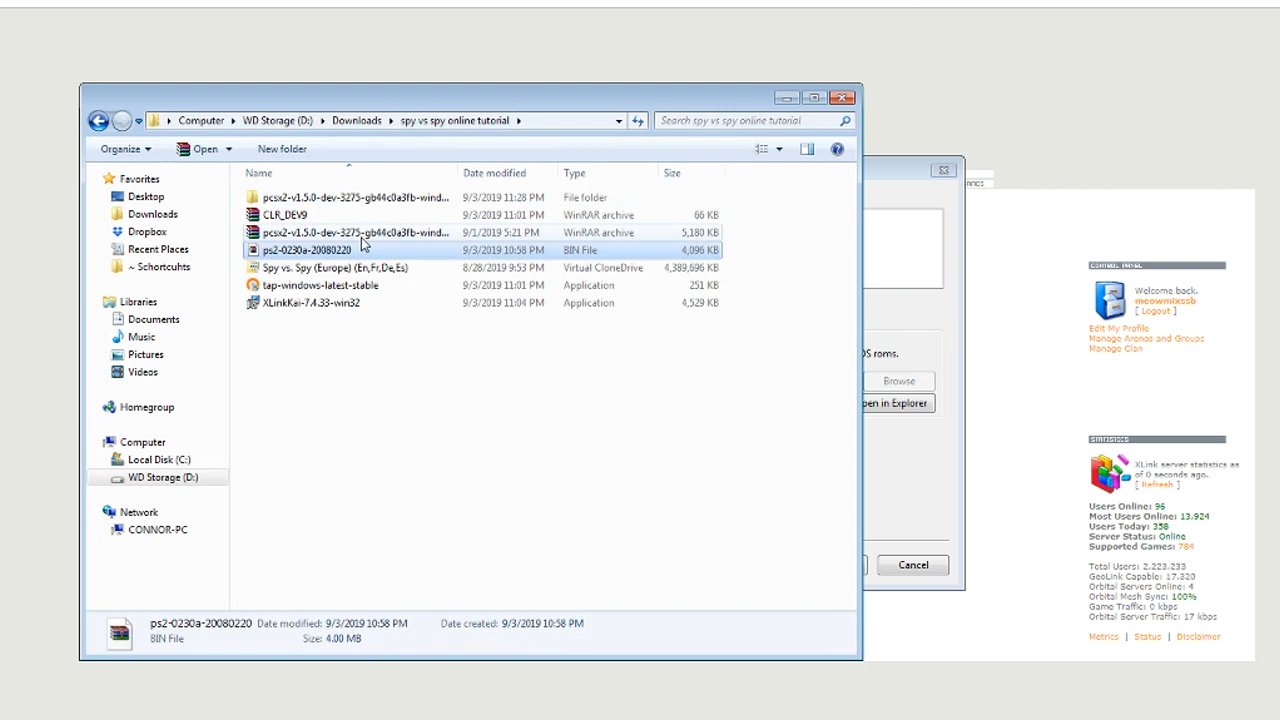 Computer WD Storage (D:) Downloads spy vs spy online tutorial
Search spy vs spy online tutorial
Organize Open New folder
Name Date modified Type Size
pcsx2-v1.5.0-dev-3275-gb44c0a3fb-wind... 9/3/2019 11:28 PM File folder
CLR_DEV9 9/3/2019 11:01 PM WinRAR archive 66 KB
pcsx2-v1.5.0-dev-3275-gb44c0a3fb-wind... 9/1/2019 5:21 PM WinRAR archive 5,180 KB
ps2-0230a-20080220 9/3/2019 10:58 PM BIN File 4,096 KB
Spy vs. Spy (Europe) (En,Fr,De,Es) 8/28/2019 9:53 PM Virtual CloneDrive 4,389,696 KB
tap-windows-latest-stable 9/3/2019 11:01 PM Application 251 KB
XLinkKai-7.4.33-win32 9/3/2019 11:04 PM Application 4,529 KB
Favorites
Desktop
Downloads
Dropbox
Recent Places
~ Schortcuhts
Libraries
Documents
Music
Pictures
Videos
Homegroup
Computer
Local Disk (C:)
WD Storage (D:)
Network
CONNOR-PC
ps2-0230a-20080220 Date modified: 9/3/2019 10:58 PM Date created: 9/3/2019 10:58 PM
BIN File Size: 4.00 MB
OS roms.
Browse
pen in Explorer
Cancel
CONTROL PANEL
Welcome back,
meowmixssb
[ Logout ]
Edit My Profile
Manage Arenas and Groups
Manage Clan
STATISTICS
XLink server statistics as
of 0 seconds ago.
[ Refresh ]
Users Online: 96
Most Users Online: 13,924
Users Today: 358
Server Status: Online
Supported Games: 784
Total Users: 2,223,233
GeoLink Capable: 17,320
Orbital Servers Online: 4
Orbital Mesh Sync: 100%
Game Traffic: 0 kbps
Orbital Server Traffic: 17 kbps
Metrics | Status | Disclaimer